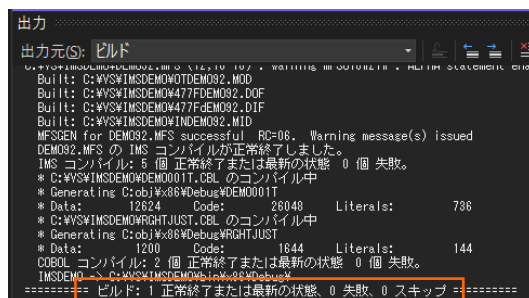 出力
出力元(S): ビルド
Built: C:¥VS¥IMSDEMO¥OTDEMO92.MOD
Built: C:¥VS¥IMSDEMO¥477FDEMO92.DOF
Built: C:¥VS¥IMSDEMO¥477FdEMO92.DIF
Built: C:¥VS¥IMSDEMO¥INDEMO92.MID
MFSGEN for DEMO92.MFS successful RC=06. Warning message(s) issued
DEMO92.MFS の IMS コンパイルが正常終了しました。
IMS コンパイル: 5 個 正常終了または最新の状態 0 個 失敗。
* C:¥VS¥IMSDEMO¥DEMO001T.CBL のコンパイル中
* Generating C:obj¥x86¥Debug¥DEMO001T
* Data: 12624 Code: 26048 Literals: 736
* C:¥VS¥IMSDEMO¥RGHTJUST.CBL のコンパイル中
* Generating C:obj¥x86¥Debug¥RGHTJUST
* Data: 1200 Code: 1644 Literals: 144
COBOL コンパイル: 2 個 正常終了または最新の状態 0 個 失敗。
IMSDEMO -> C:¥VS¥IMSDEMO¥bin¥x86¥Debug¥
========== ビルド: 1 正常終了または最新の状態、0 失敗、0 スキップ ==========